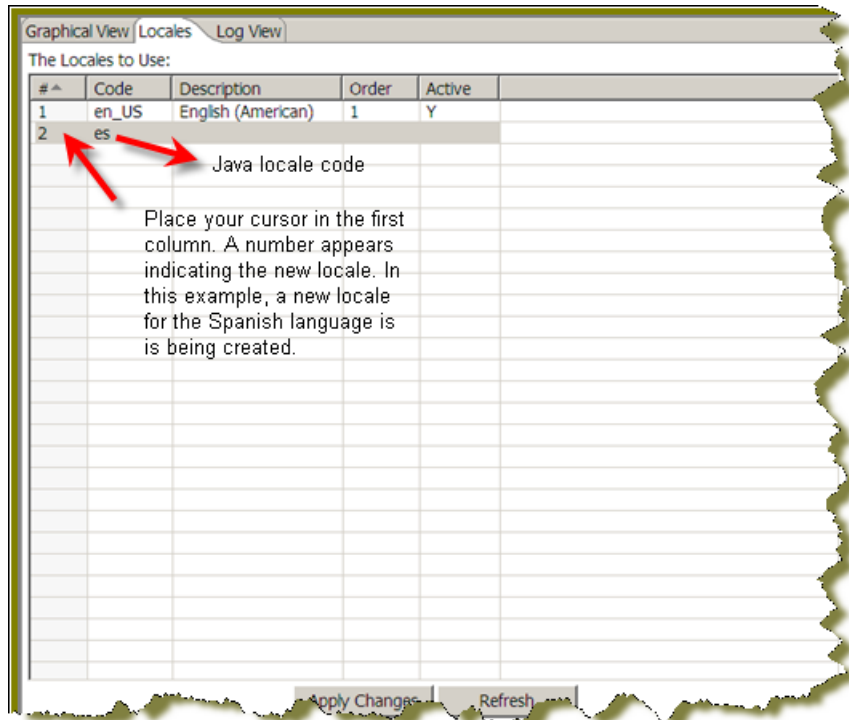 Graphical View Locales Log View
The Locales to Use:
# Code Description Order Active
1 en_US English (American) 1 Y
2 es
Java locale code
Place your cursor in the first
column. A number appears
indicating the new locale. In
this example, a new locale
for the Spanish language is
is being created.
Apply Changes Refresh